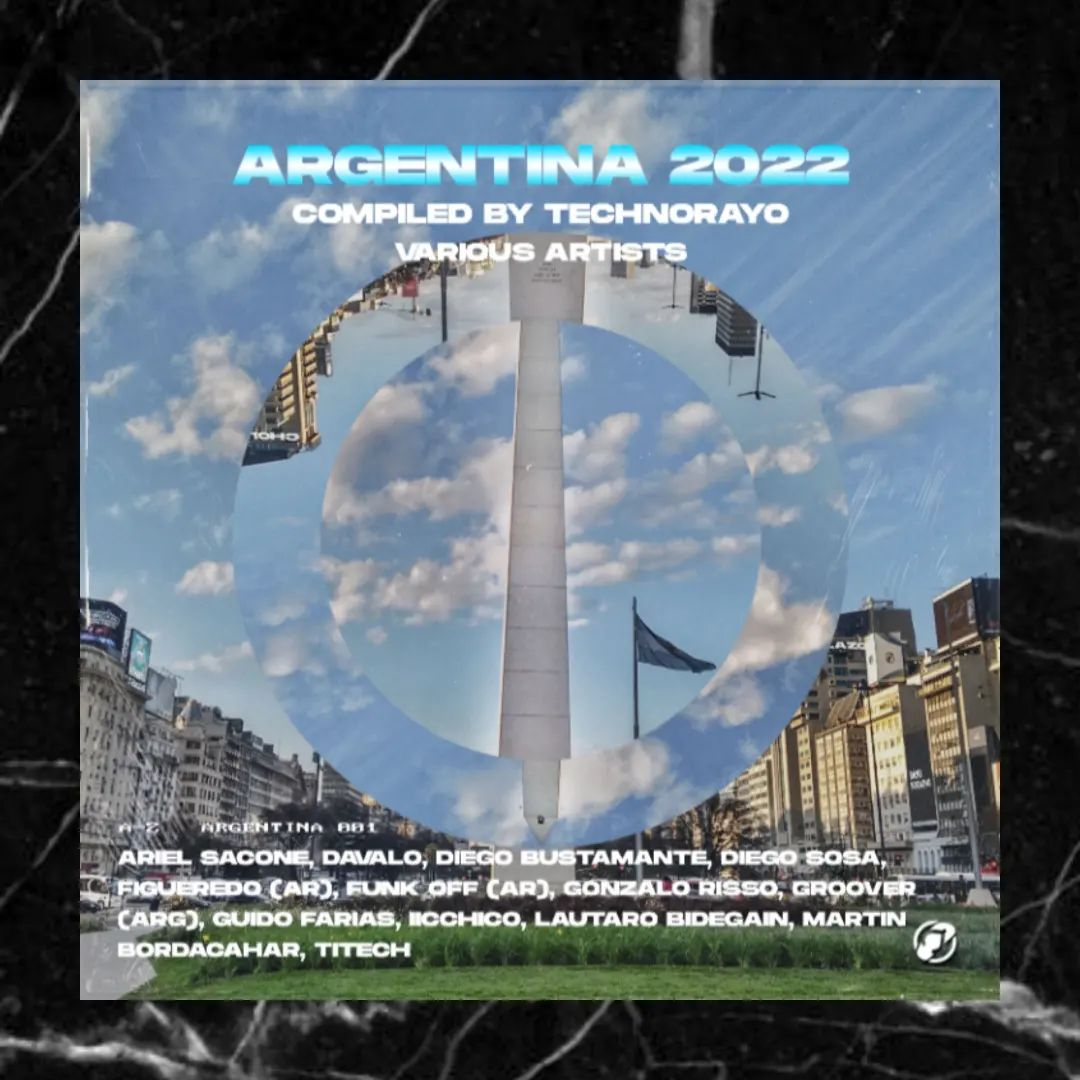 ARGENTINA 2022
COMPILED BY TECHNORAYO
VARIOUS ARTISTS
A-Z ARGENTINA 001
ARIEL SACONE, DAVALO, DIEGO BUSTAMANTE, DIEGO SOSA,
FIGUEREDO (AR), FUNK OFF (AR), GONZALO RISSO, GROOVER
(ARG), GUIDO FARIAS, IICCHICO, LAUTARO BIDEGAIN, MARTIN
BORDACAHAR, TITECH